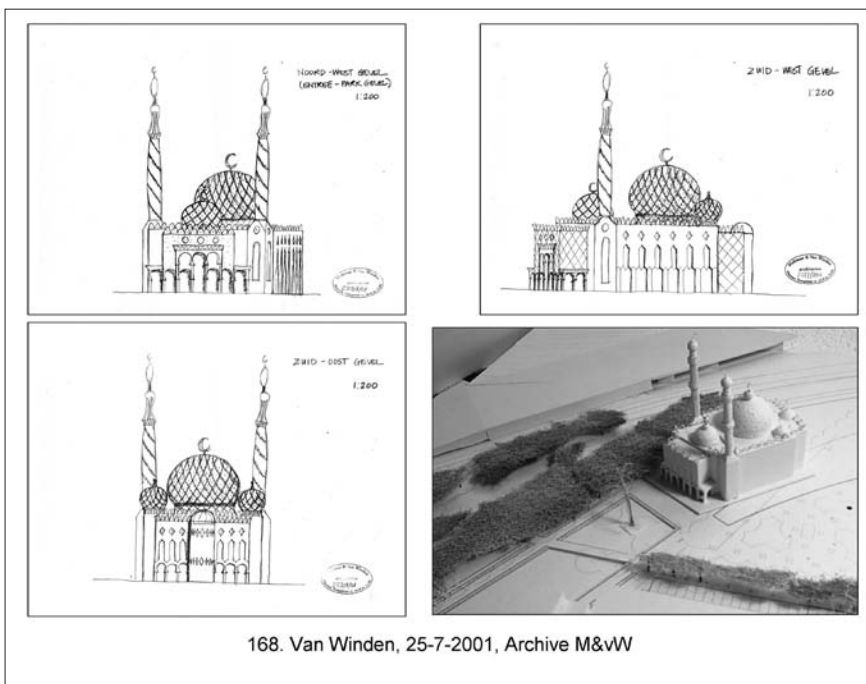 NOORD-WEST GEVEL
(ENTREE-PARK GEVEL)
1:200
ZUID-WEST GEVEL
1:200
ZUID-OOST GEVEL
1:200
168. Van Winden, 25-7-2001, Archive M&vW